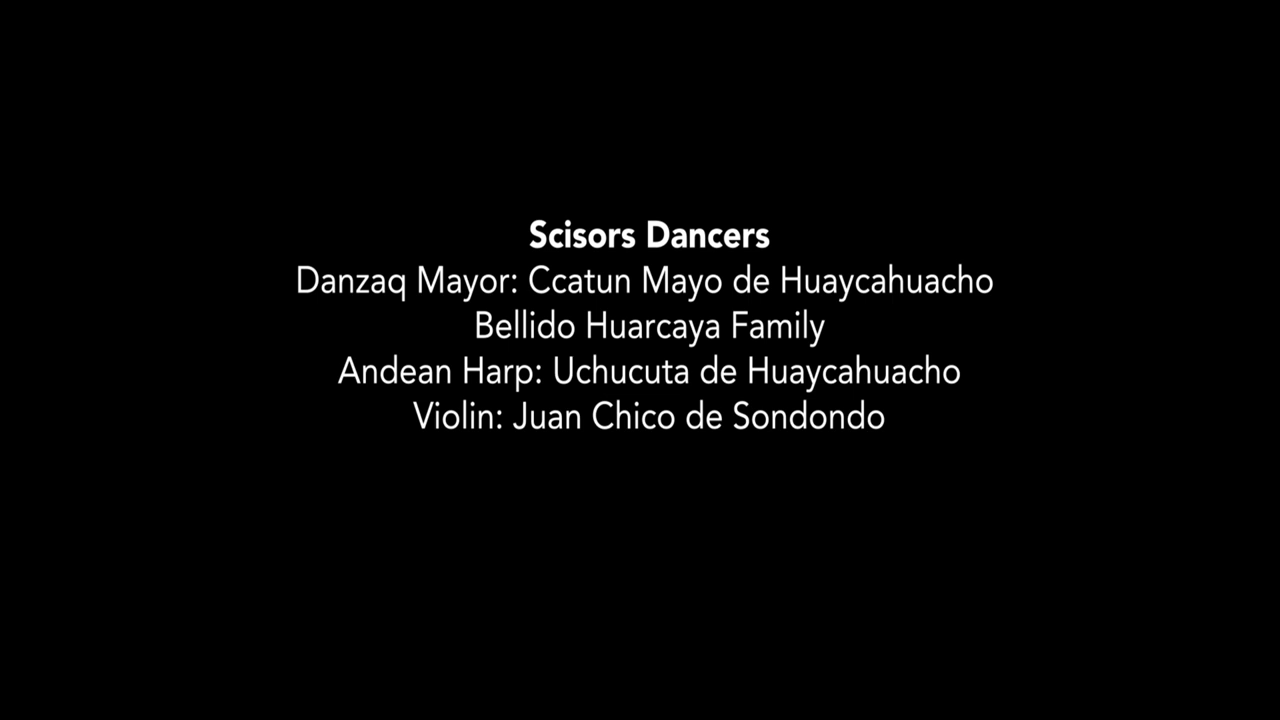 Scisors Dancers
Danzaq Mayor: Ccatun Mayo de Huaycahuacho
Bellido Huarcaya Family
Andean Harp: Uchucuta de Huaycahuacho
Violin: Juan Chico de Sondondo